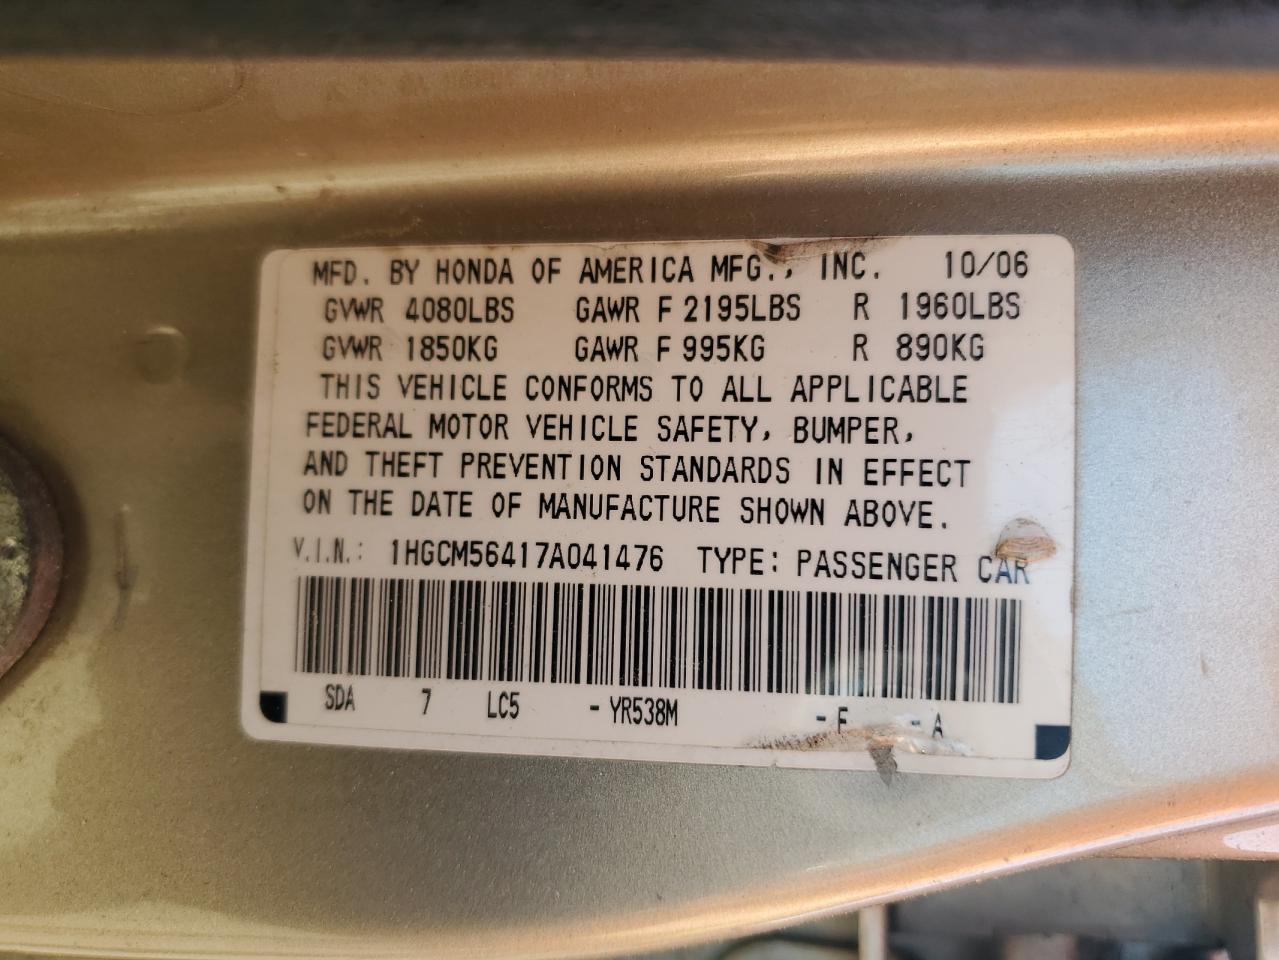 MFD. BY HONDA OF AMERICA MFG., INC. 10/06
GVWR 4080LBS GAWR F 2195LBS R 1960LBS
GVWR 1850KG GAWR F 995KG R 890KG
THIS VEHICLE CONFORMS TO ALL APPLICABLE
FEDERAL MOTOR VEHICLE SAFETY, BUMPER,
AND THEFT PREVENTION STANDARDS IN EFFECT
ON THE DATE OF MANUFACTURE SHOWN ABOVE.
V.I.N.: 1HGCM56417A041476 TYPE: PASSENGER CAR
SDA 7 LC5 -YR538M -F -A